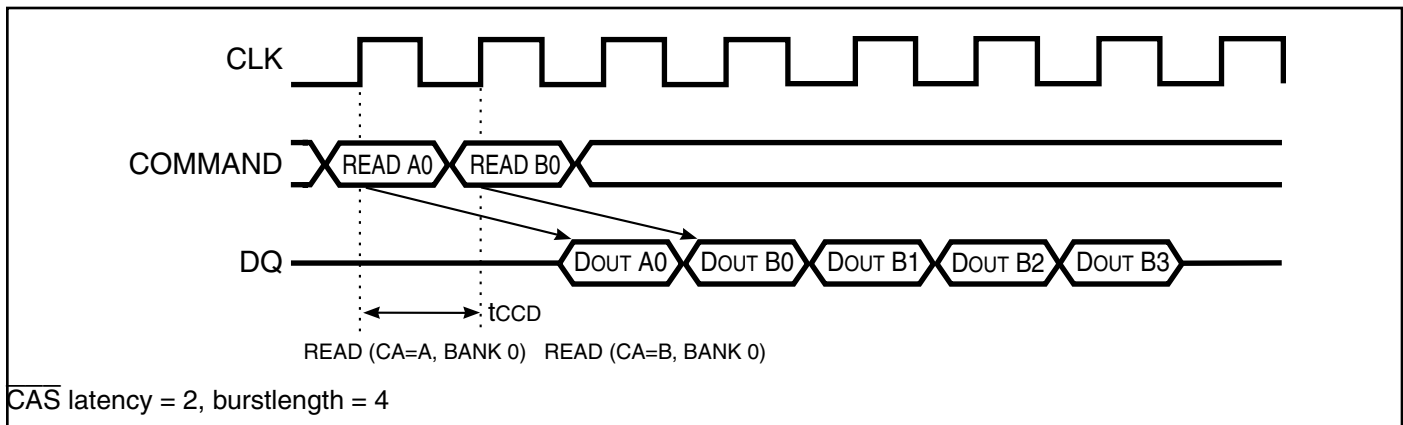 CLK
COMMAND READ A0 READ B0
DQ DOUT A0 DOUT B0 DOUT B1 DOUT B2 DOUT B3
tCCD
READ (CA=A, BANK 0) READ (CA=B, BANK 0)
C̅A̅S̅ latency = 2, burstlength = 4